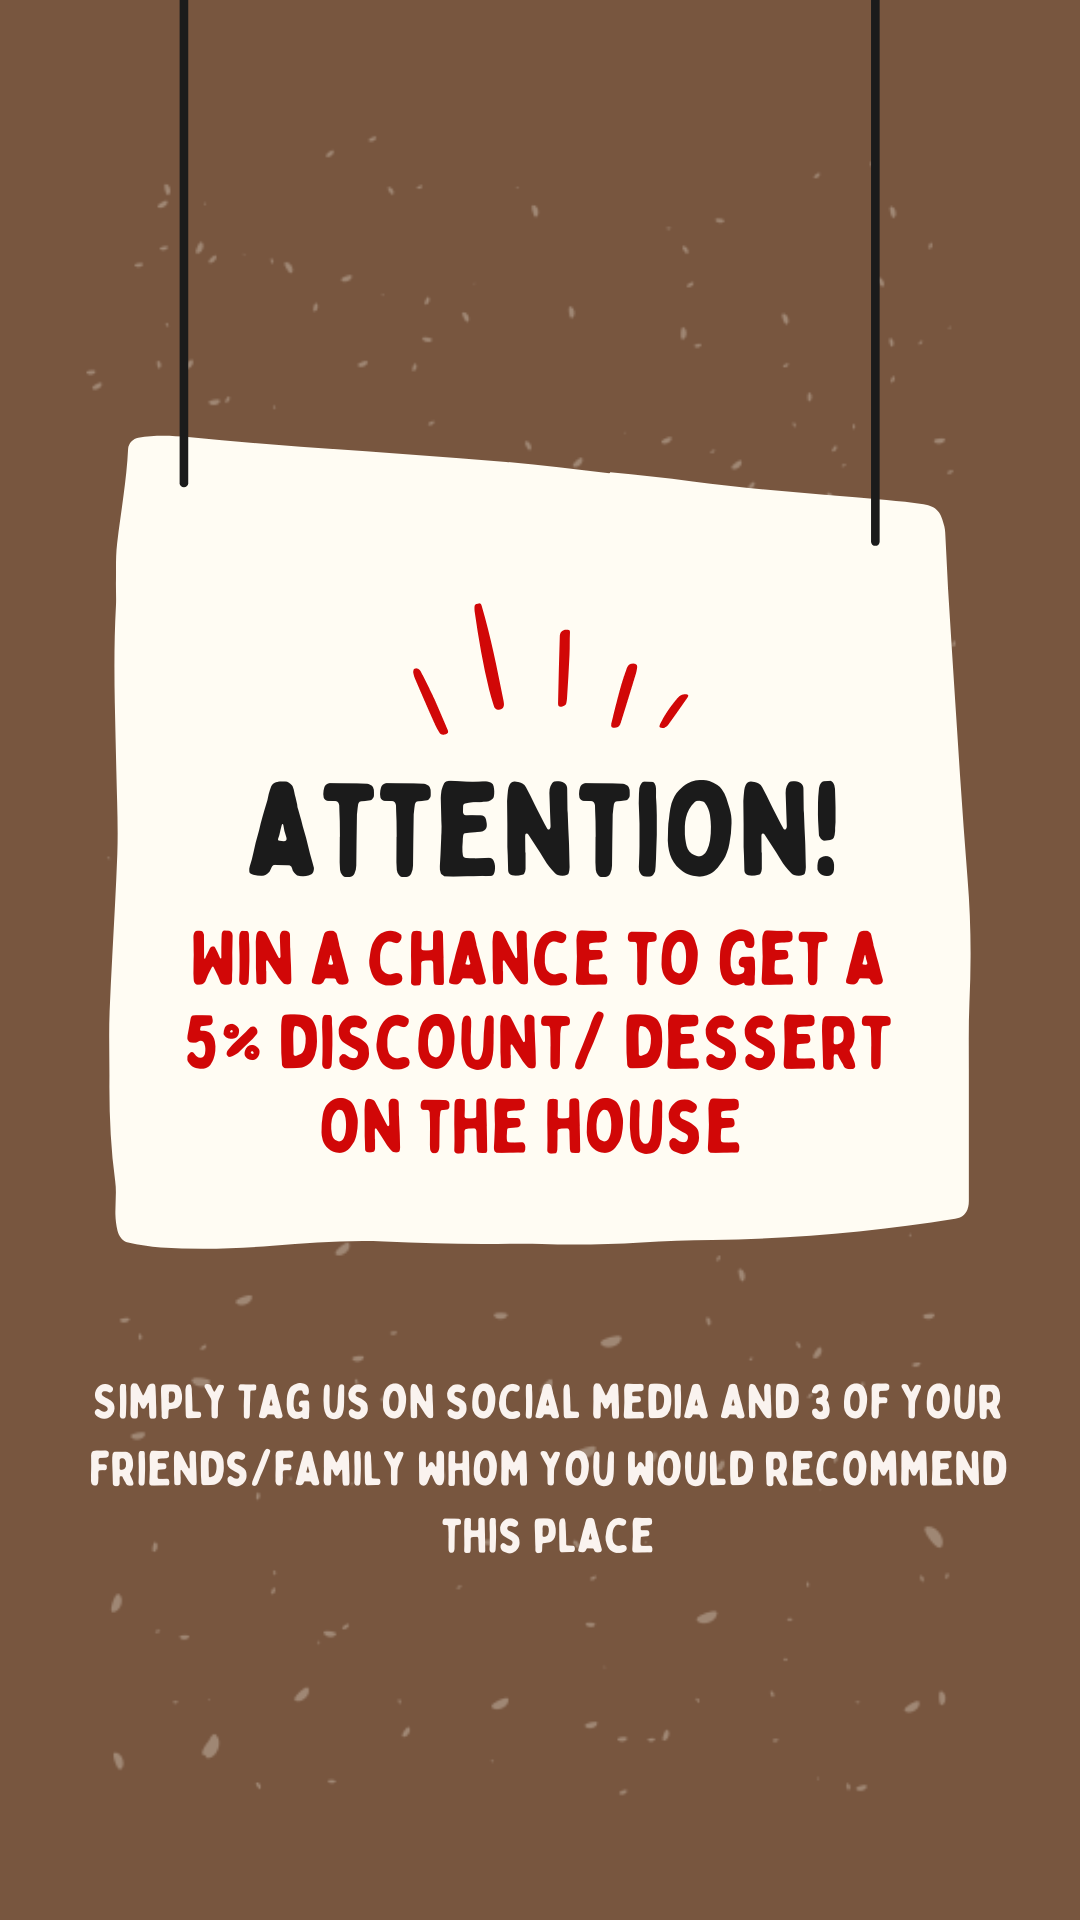 ATTENTION!
WIN A CHANCE TO GET A
5% DISCOUNT/ DESSERT
ON THE HOUSE
SIMPLY TAG US ON SOCIAL MEDIA AND 3 OF YOUR
FRIENDS/FAMILY WHOM YOU WOULD RECOMMEND
THIS PLACE